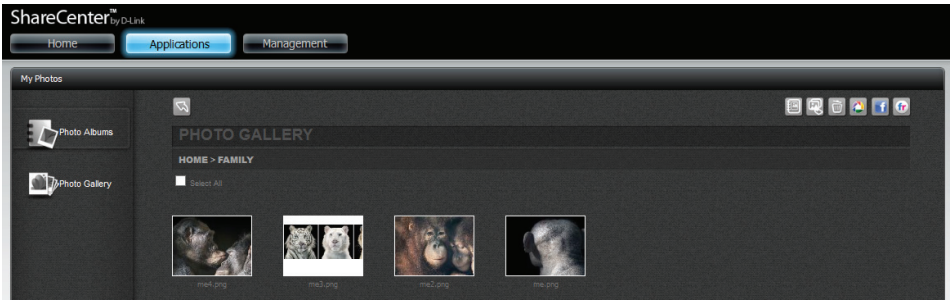 ShareCenter™ by D-Link
Home Applications Management
My Photos
Photo Albums
PHOTO GALLERY
HOME > FAMILY
Photo Gallery
Select All
me4.png me3.png me2.png me.png